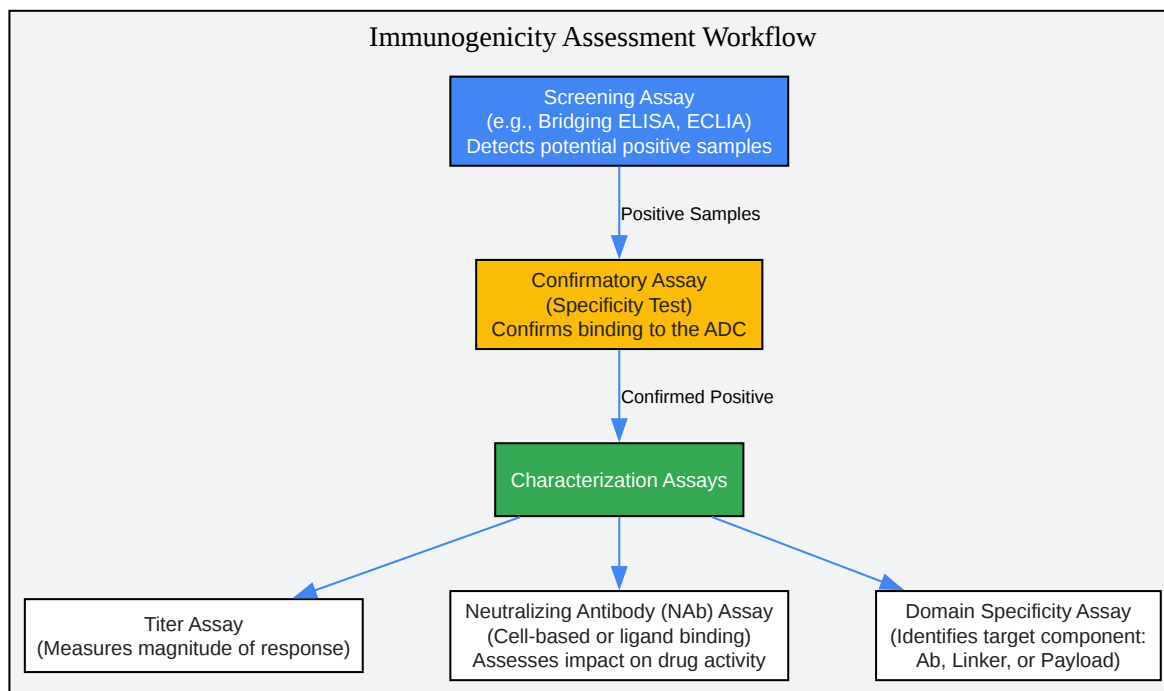 Immunogenicity Assessment Workflow
Screening Assay
(e.g., Bridging ELISA, ECLIA)
Detects potential positive samples
Positive Samples
Confirmatory Assay
(Specificity Test)
Confirms binding to the ADC
Confirmed Positive
Characterization Assays
Titer Assay
(Measures magnitude of response)
Neutralizing Antibody (NAb) Assay
(Cell-based or ligand binding)
Assesses impact on drug activity
Domain Specificity Assay
(Identifies target component:
Ab, Linker, or Payload)